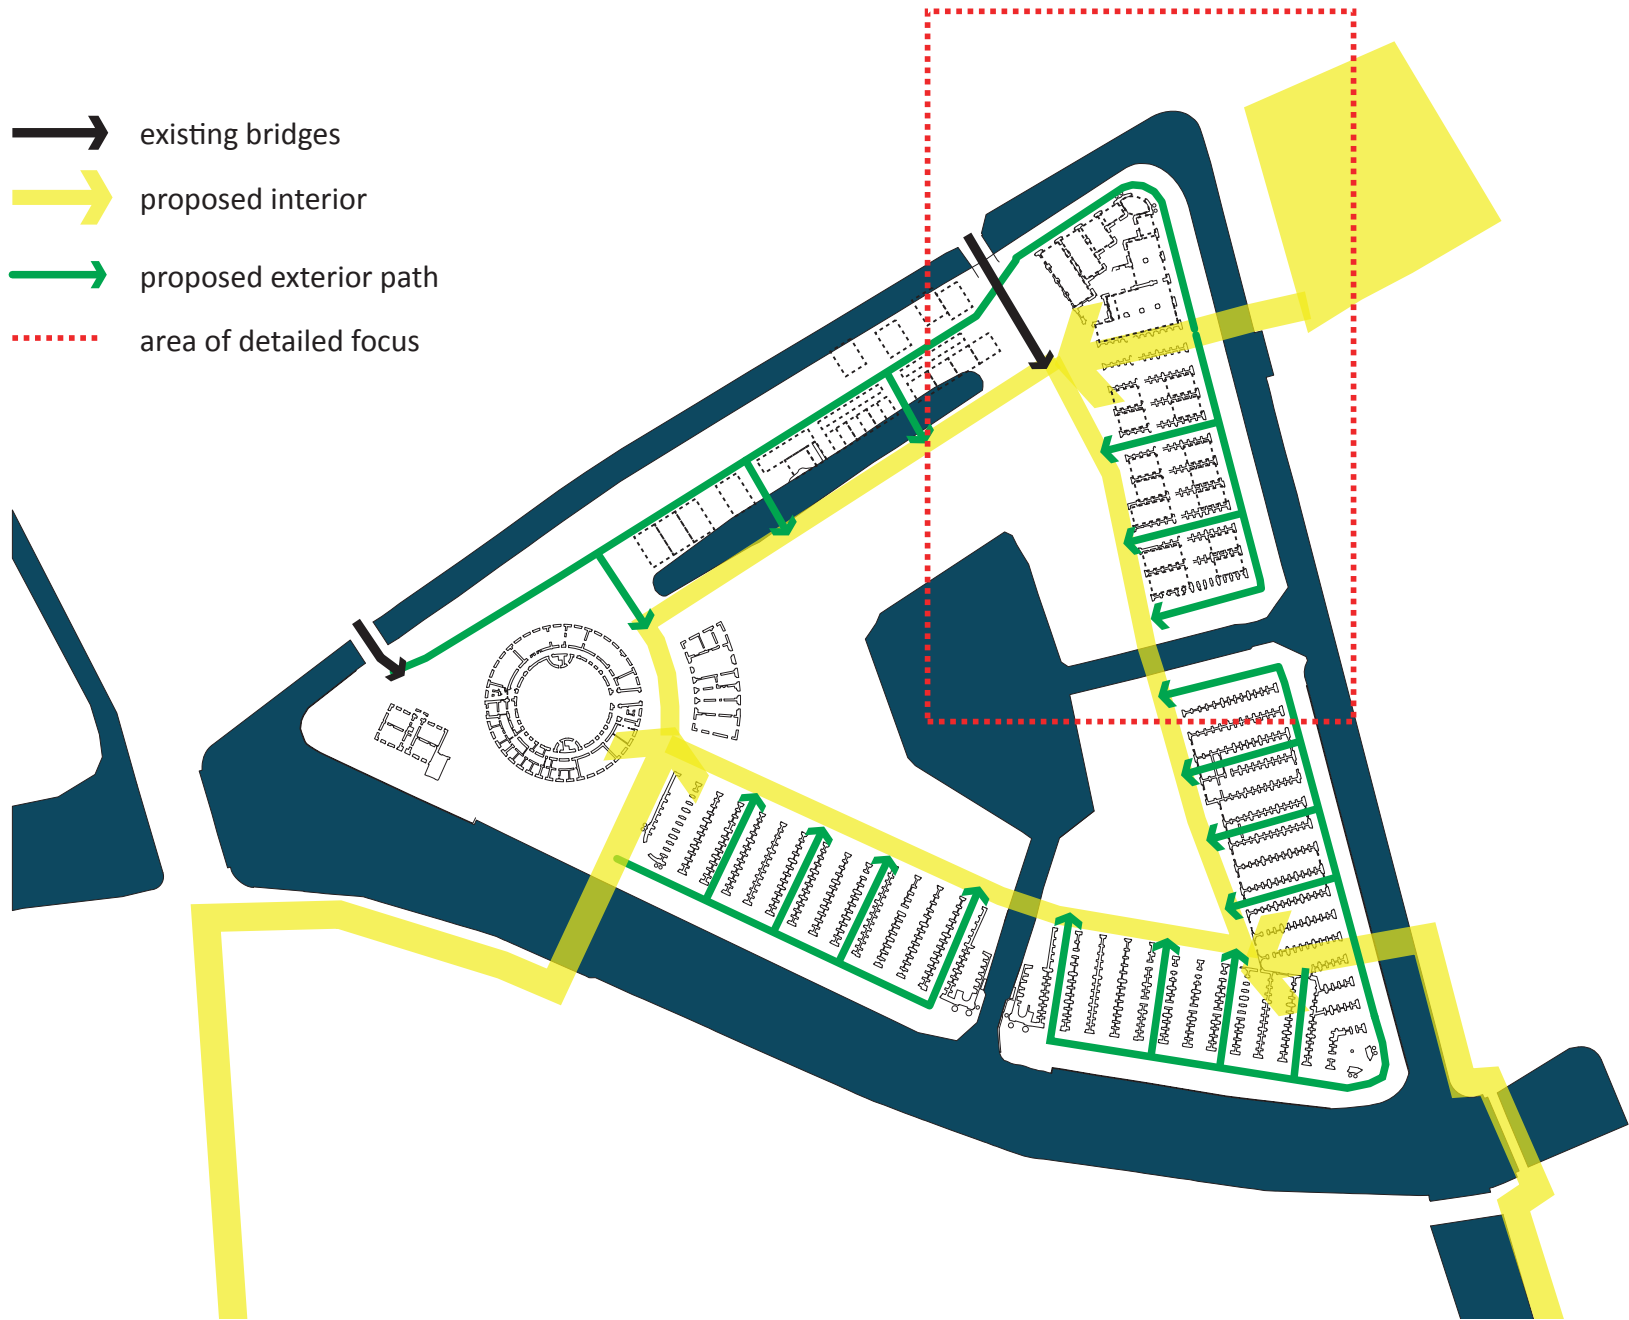 existing bridges
proposed interior
proposed exterior path
area of detailed focus